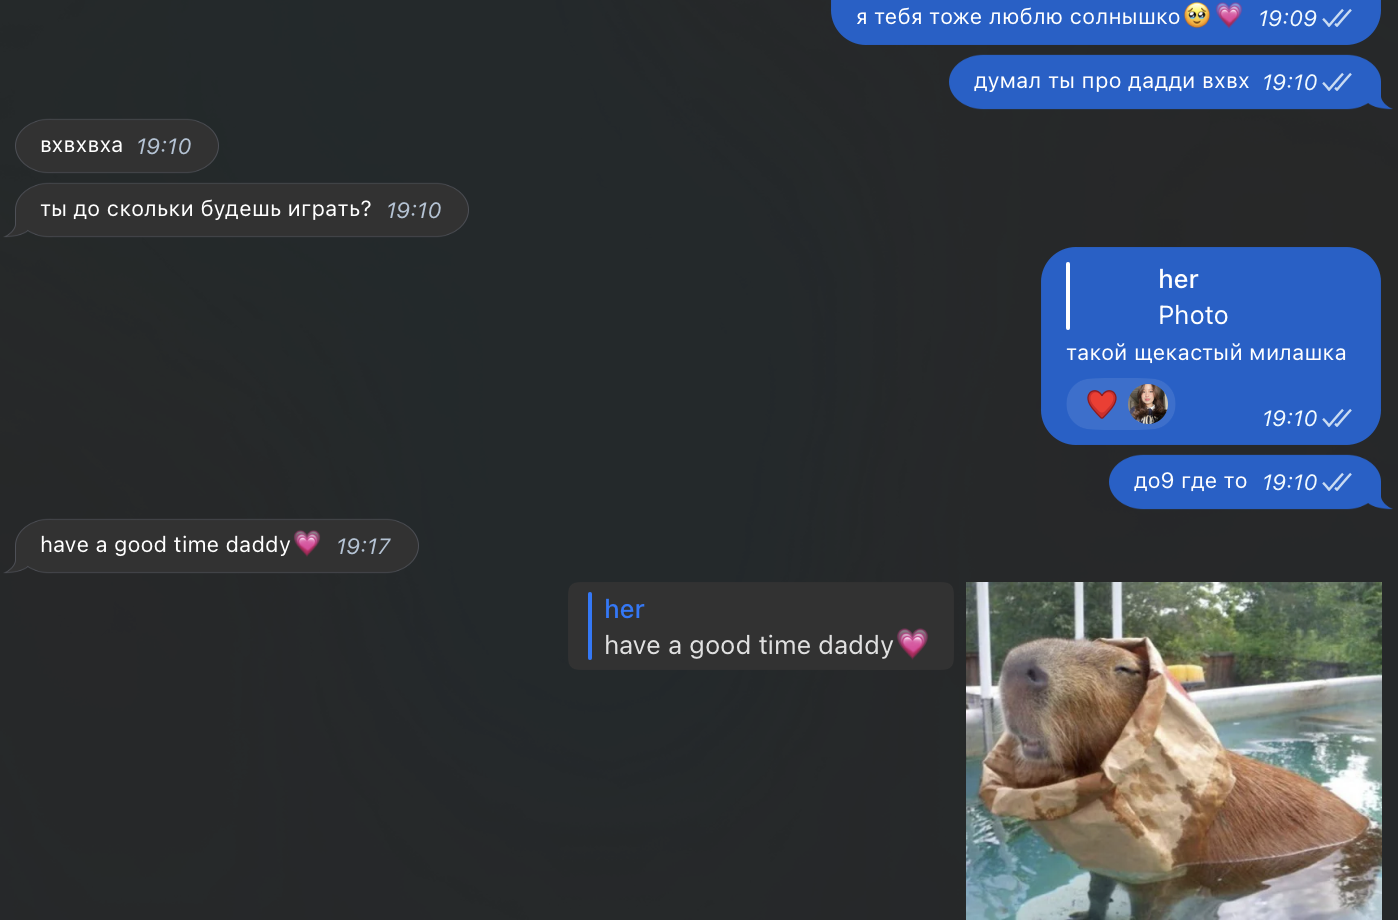 я тебя тоже люблю солнышко🥹💗 19:09
думал ты про дадди вхвх 19:10
вхвхвха 19:10
ты до скольки будешь играть? 19:10
her
Photo
такой щекастый милашка
❤️ 19:10
до9 где то 19:10
have a good time daddy💗 19:17
her
have a good time daddy💗